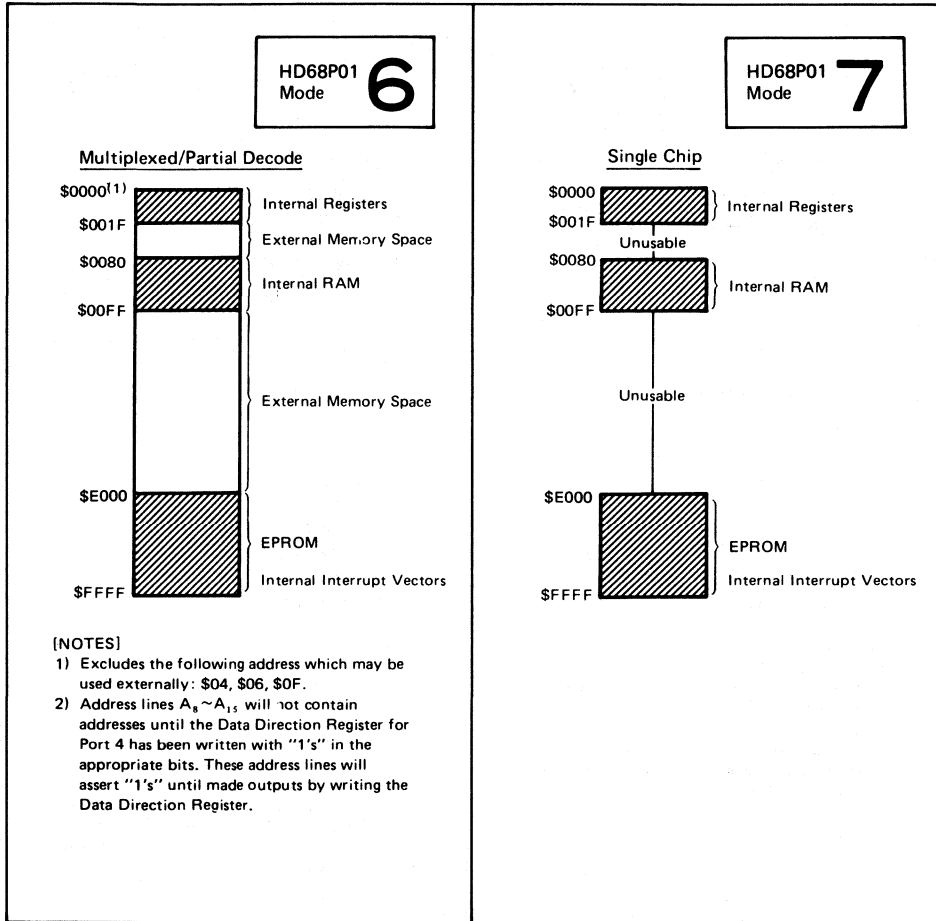 HD68P01
Mode 6
Multiplexed/Partial Decode
$0000(1)
Internal Registers
$001F
External Memory Space
$0080
Internal RAM
$00FF
External Memory Space
$E000
EPROM
Internal Interrupt Vectors
$FFFF
[NOTES]
1) Excludes the following address which may be
used externally: $04, $06, $0F.
2) Address lines A8~A15 will not contain
addresses until the Data Direction Register for
Port 4 has been written with "1's" in the
appropriate bits. These address lines will
assert "1's" until made outputs by writing the
Data Direction Register.
HD68P01
Mode 7
Single Chip
$0000
Internal Registers
$001F
Unusable
$0080
Internal RAM
$00FF
Unusable
$E000
EPROM
Internal Interrupt Vectors
$FFFF